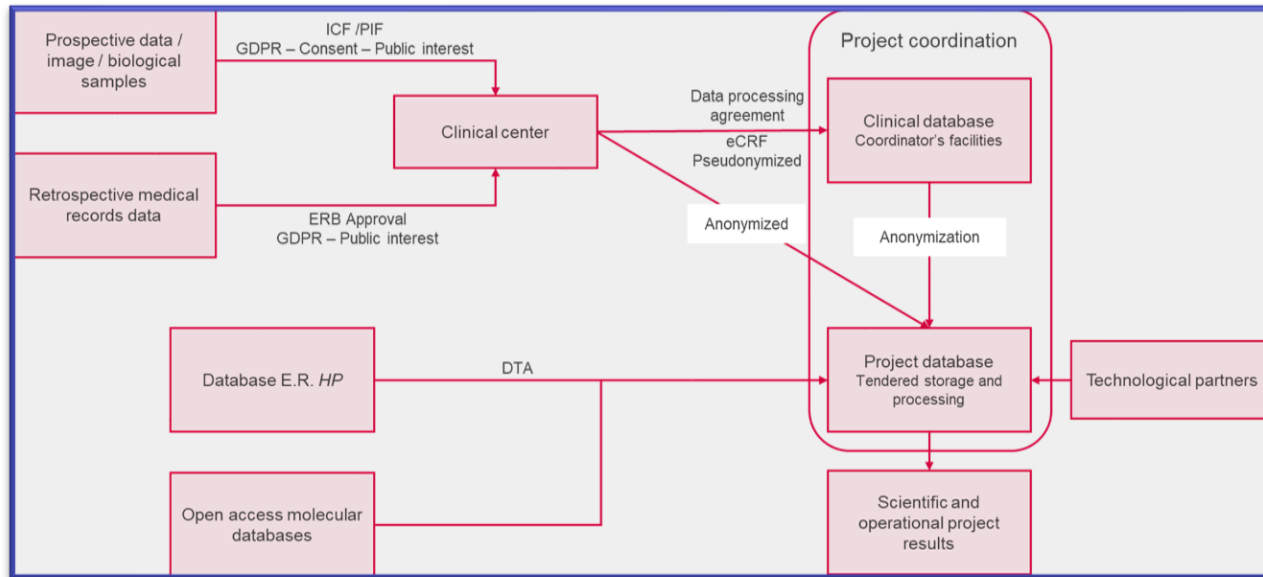 Prospective data /
image / biological
samples
ICF /PIF
GDPR – Consent – Public interest
Project coordination
Clinical center
Data processing
agreement
eCRF
Pseudonymized
Clinical database
Coordinator's facilities
Retrospective medical
records data
ERB Approval
GDPR – Public interest
Anonymized
Anonymization
Database E.R. HP
DTA
Project database
Tendered storage and
processing
Technological partners
Open access molecular
databases
Scientific and
operational project
results